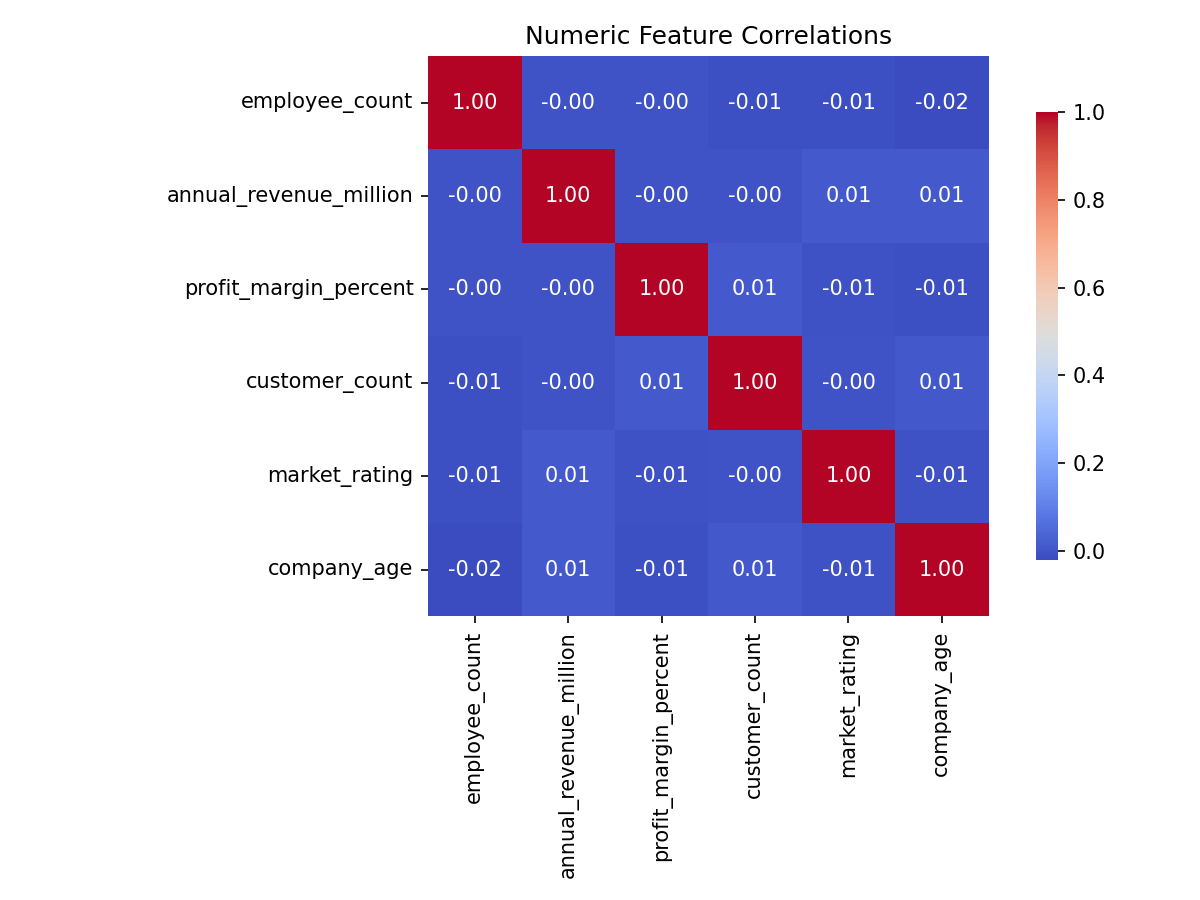 Numeric Feature Correlations
employee_count 1.00 -0.00 -0.00 -0.01 -0.01 -0.02
annual_revenue_million -0.00 1.00 -0.00 -0.00 0.01 0.01
profit_margin_percent -0.00 -0.00 1.00 0.01 -0.01 -0.01
customer_count -0.01 -0.00 0.01 1.00 -0.00 0.01
market_rating -0.01 0.01 -0.01 -0.00 1.00 -0.01
company_age -0.02 0.01 -0.01 0.01 -0.01 1.00
employee_count
annual_revenue_million
profit_margin_percent
customer_count
market_rating
company_age
1.0
0.8
0.6
0.4
0.2
0.0